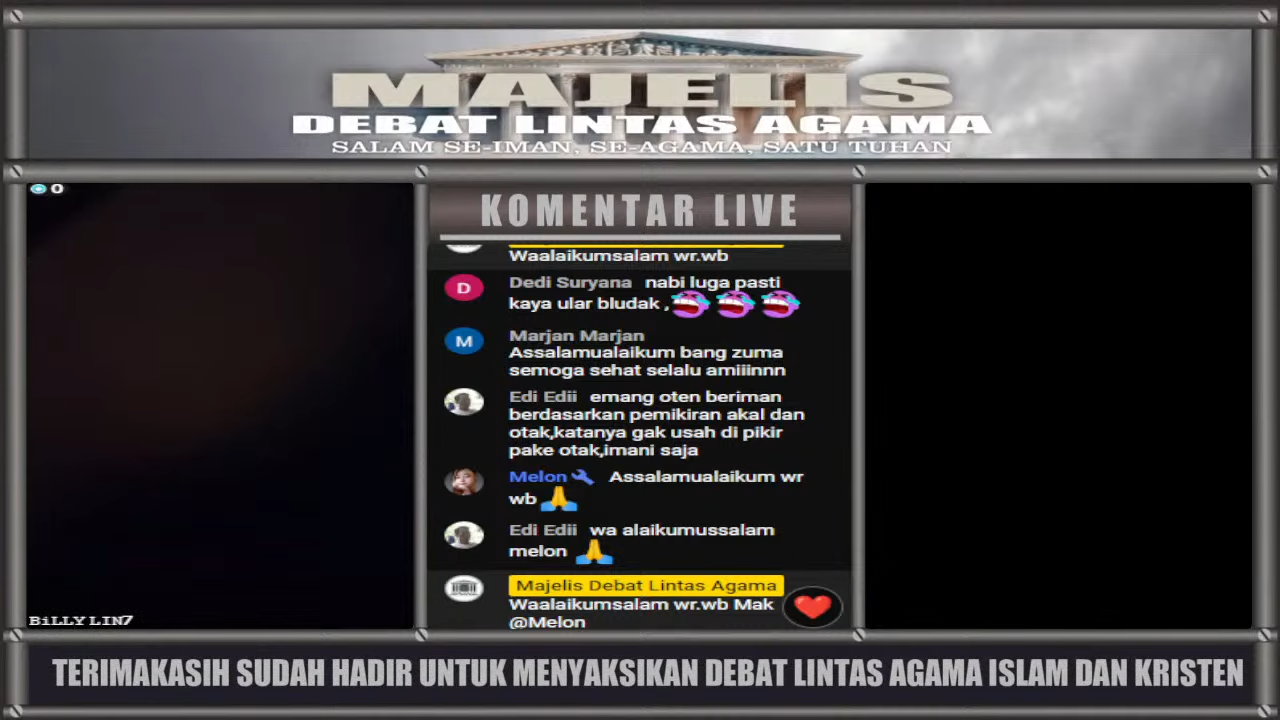 MAJELIS
DEBAT LINTAS AGAMA
SALAM SE-IMAN, SE-AGAMA, SATU TUHAN
0
KOMENTAR LIVE
Waalaikumsalam wr.wb
D
Dedi Suryana nabi luga pasti
kaya ular bludak ,
M
Marjan Marjan
Assalamualaikum bang zuma
semoga sehat selalu amiiinnn
Edi Edii emang oten beriman
berdasarkan pemikiran akal dan
otak,katanya gak usah di pikir
pake otak,imani saja
Melon Assalamualaikum wr
wb 🙏
Edi Edii wa alaikumussalam
melon 🙏
Majelis Debat Lintas Agama
Waalaikumsalam wr.wb Mak
@Melon
BiLLY LIN7
TERIMAKASIH SUDAH HADIR UNTUK MENYAKSIKAN DEBAT LINTAS AGAMA ISLAM DAN KRISTEN